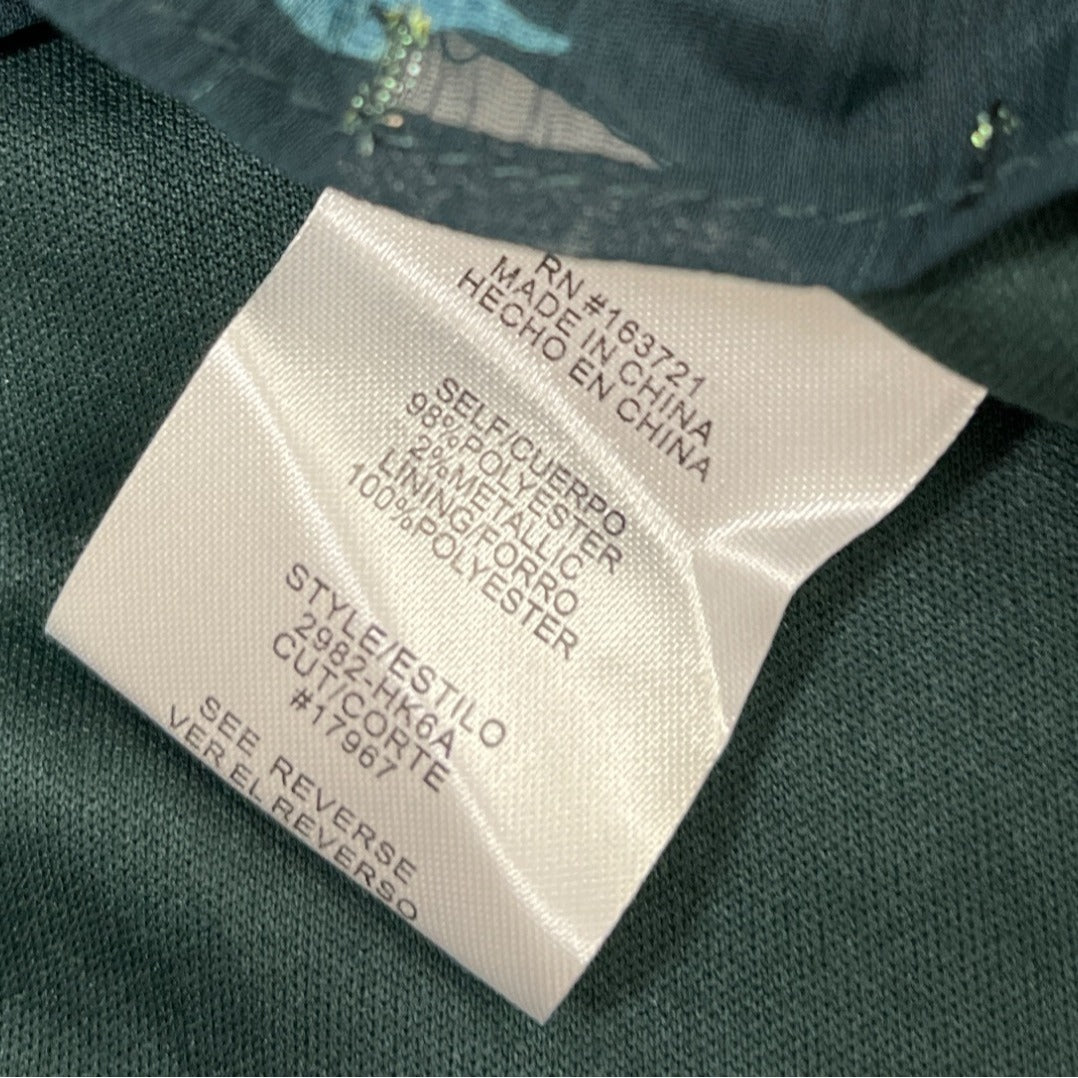 RN #163721
MADE IN CHINA
HECHO EN CHINA
SELF/CUERPO
98%POLYESTER
2%METALLIC
LINING/FORRO
100%POLYESTER
STYLE/ESTILO
2982-HK6A
CUT/CORTE
#17967
SEE REVERSE
VER EL REVERSO